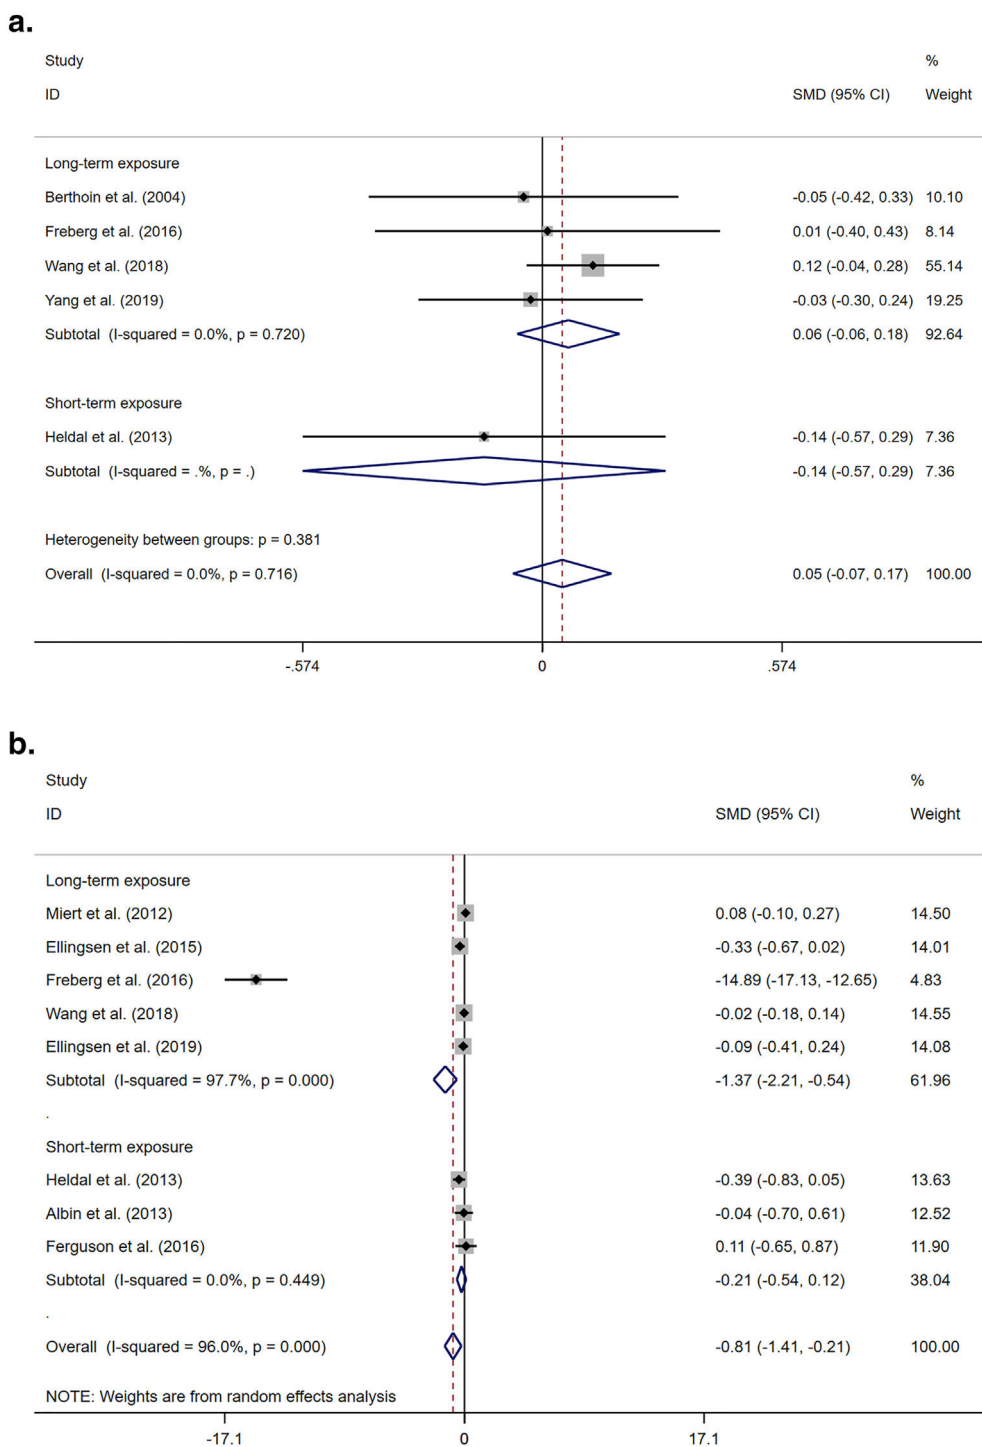 a.
Study %
ID SMD (95% CI) Weight
Long-term exposure
Berthoin et al. (2004) -0.05 (-0.42, 0.33) 10.10
Freberg et al. (2016) 0.01 (-0.40, 0.43) 8.14
Wang et al. (2018) 0.12 (-0.04, 0.28) 55.14
Yang et al. (2019) -0.03 (-0.30, 0.24) 19.25
Subtotal (I-squared = 0.0%, p = 0.720) 0.06 (-0.06, 0.18) 92.64
Short-term exposure
Heldal et al. (2013) -0.14 (-0.57, 0.29) 7.36
Subtotal (I-squared = .%, p = .) -0.14 (-0.57, 0.29) 7.36
Heterogeneity between groups: p = 0.381
Overall (I-squared = 0.0%, p = 0.716) 0.05 (-0.07, 0.17) 100.00
-.574 0 .574
b.
Study %
ID SMD (95% CI) Weight
Long-term exposure
Miert et al. (2012) 0.08 (-0.10, 0.27) 14.50
Ellingsen et al. (2015) -0.33 (-0.67, 0.02) 14.01
Freberg et al. (2016) -14.89 (-17.13, -12.65) 4.83
Wang et al. (2018) -0.02 (-0.18, 0.14) 14.55
Ellingsen et al. (2019) -0.09 (-0.41, 0.24) 14.08
Subtotal (I-squared = 97.7%, p = 0.000) -1.37 (-2.21, -0.54) 61.96
.
Short-term exposure
Heldal et al. (2013) -0.39 (-0.83, 0.05) 13.63
Albin et al. (2013) -0.04 (-0.70, 0.61) 12.52
Ferguson et al. (2016) 0.11 (-0.65, 0.87) 11.90
Subtotal (I-squared = 0.0%, p = 0.449) -0.21 (-0.54, 0.12) 38.04
.
Overall (I-squared = 96.0%, p = 0.000) -0.81 (-1.41, -0.21) 100.00
NOTE: Weights are from random effects analysis
-17.1 0 17.1